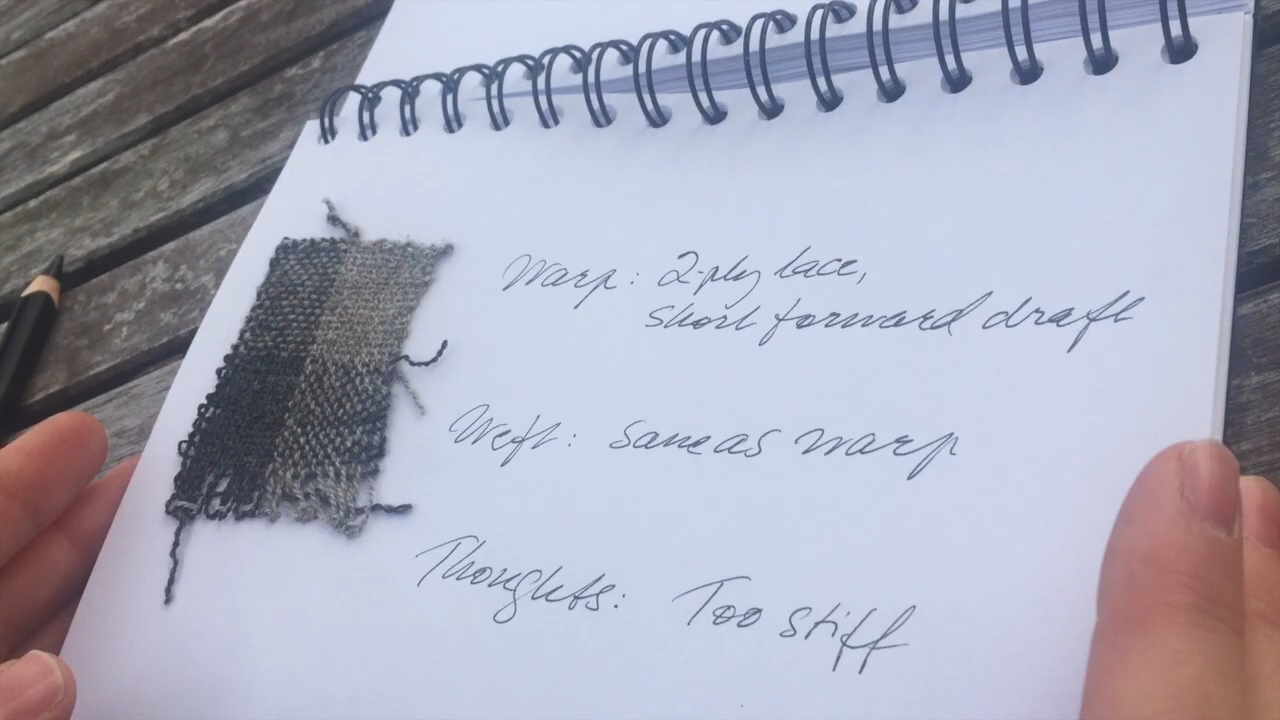 Warp: 2-ply lace,
short forward draft
Weft: same as warp
Thoughts: Too stiff